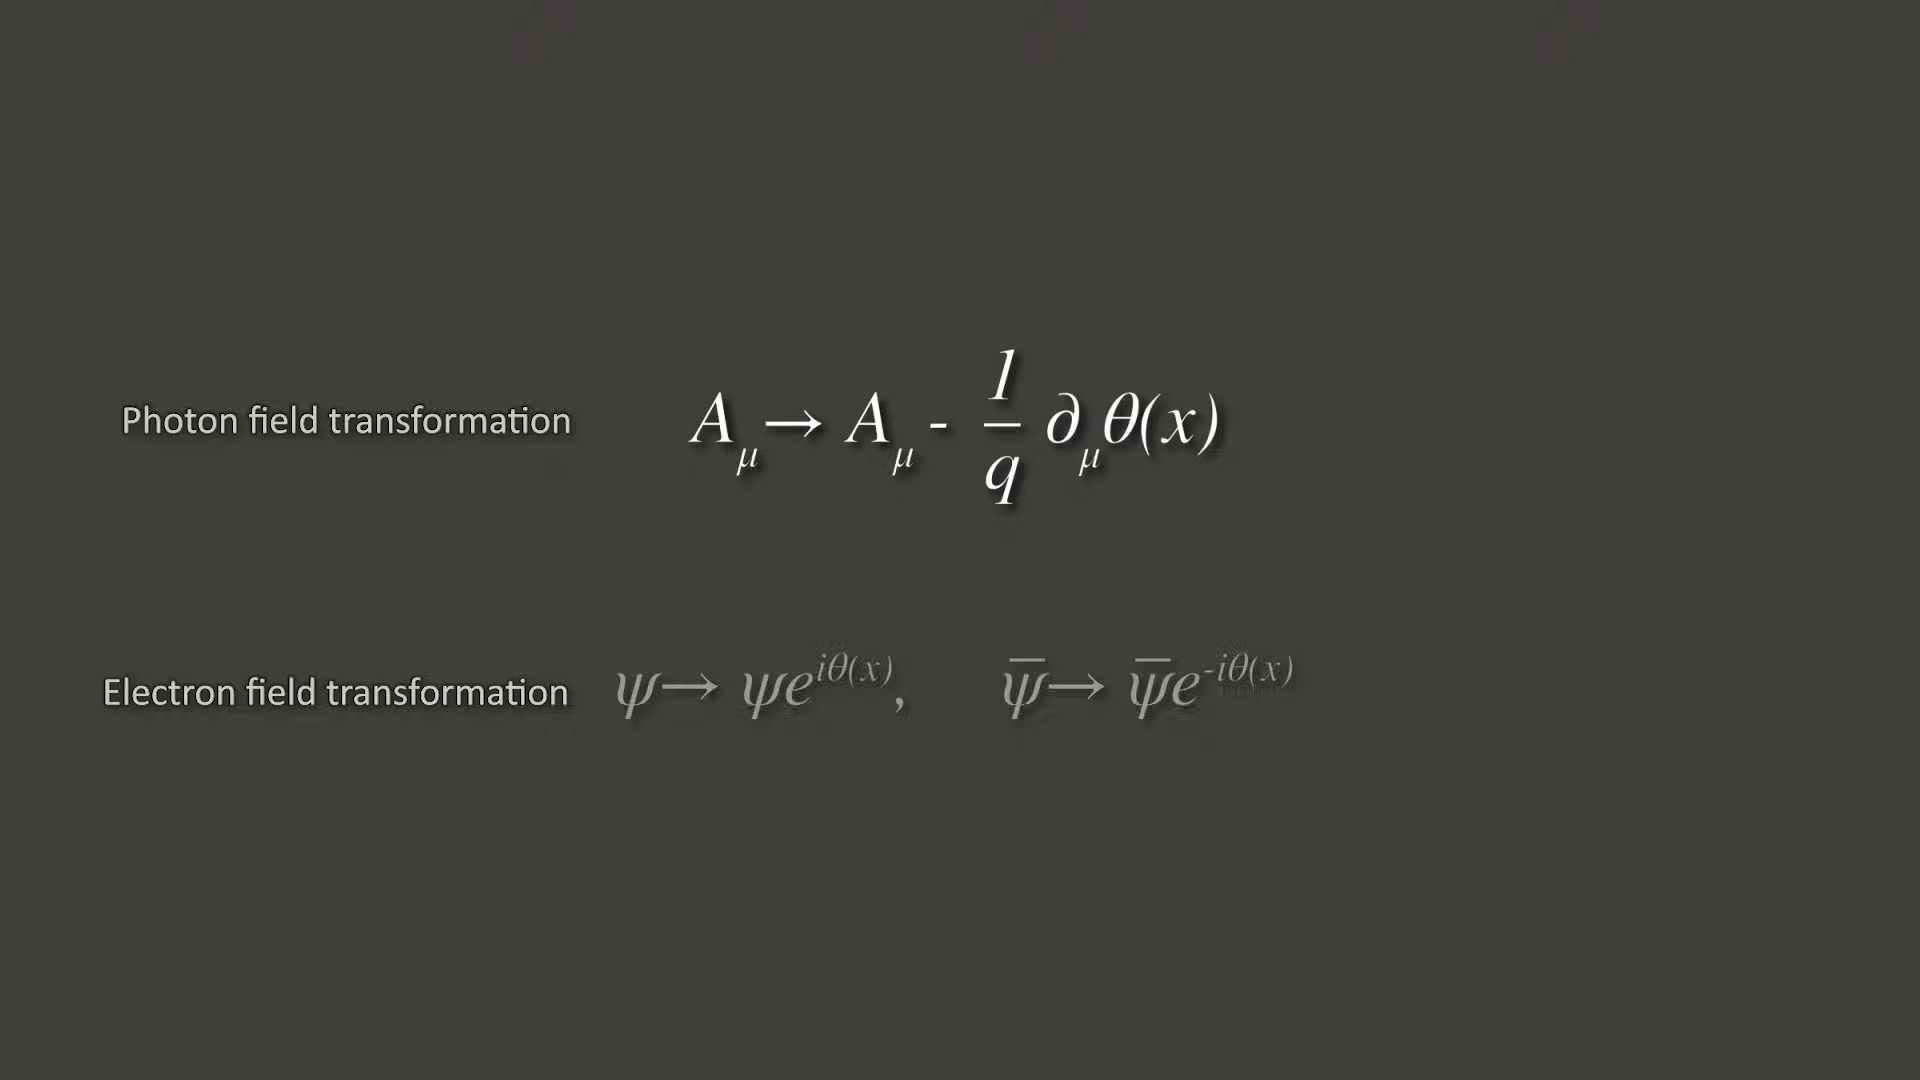 Photon field transformation A_μ → A_μ - 1/q ∂_μθ(x)
Electron field transformation ψ → ψe^{iθ(x)}, ψ̅ → ψ̅e^{-iθ(x)}